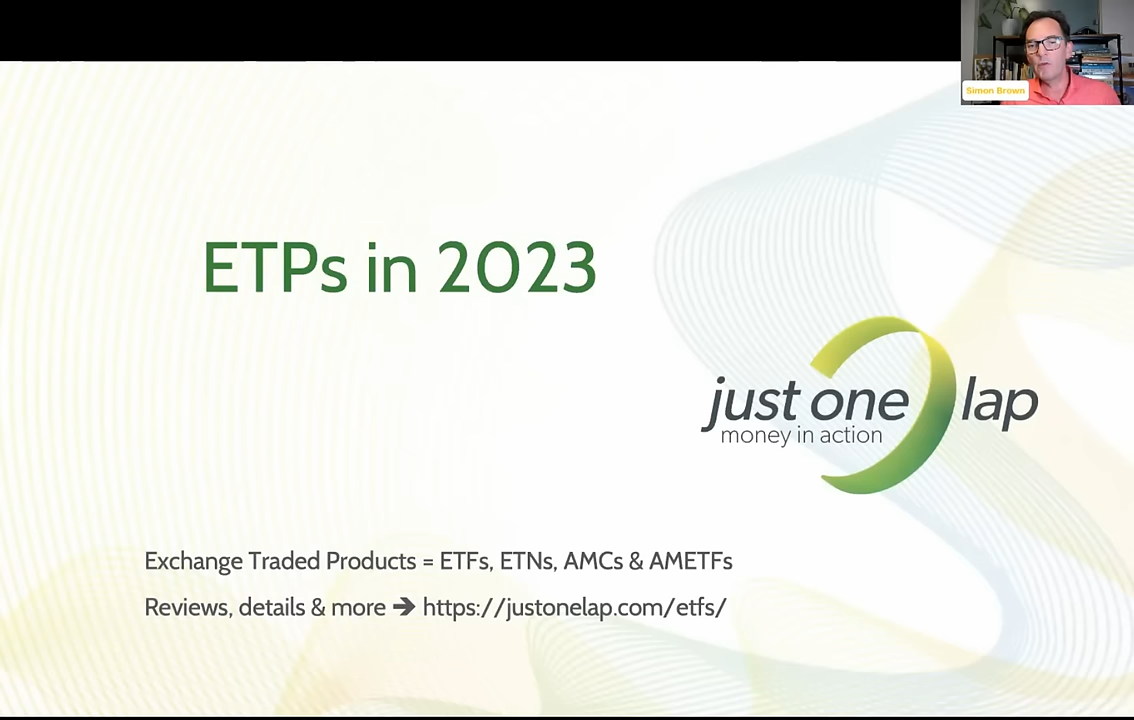 Simon Brown
ETPs in 2023
just one lap
money in action
Exchange Traded Products = ETFs, ETNs, AMCs & AMETFs
Reviews, details & more ➔ https://justonelap.com/etfs/